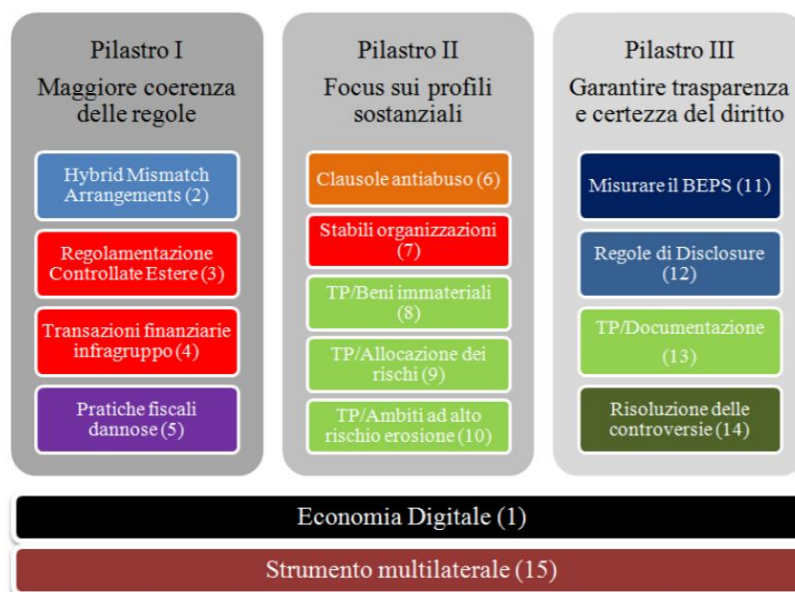 Pilastro I
Maggiore coerenza
delle regole
Hybrid Mismatch
Arrangements (2)
Regolamentazione
Controllate Estere (3)
Transazioni finanziarie
infragruppo (4)
Pratiche fiscali
dannose (5)
Pilastro II
Focus sui profili
sostanziali
Clausole antiabuso (6)
Stabili organizzazioni
(7)
TP/Beni immateriali
(8)
TP/Allocazione dei
rischi (9)
TP/Ambiti ad alto
rischio erosione (10)
Pilastro III
Garantire trasparenza
e certezza del diritto
Misurare il BEPS (11)
Regole di Disclosure
(12)
TP/Documentazione
(13)
Risoluzione delle
controversie (14)
Economia Digitale (1)
Strumento multilaterale (15)